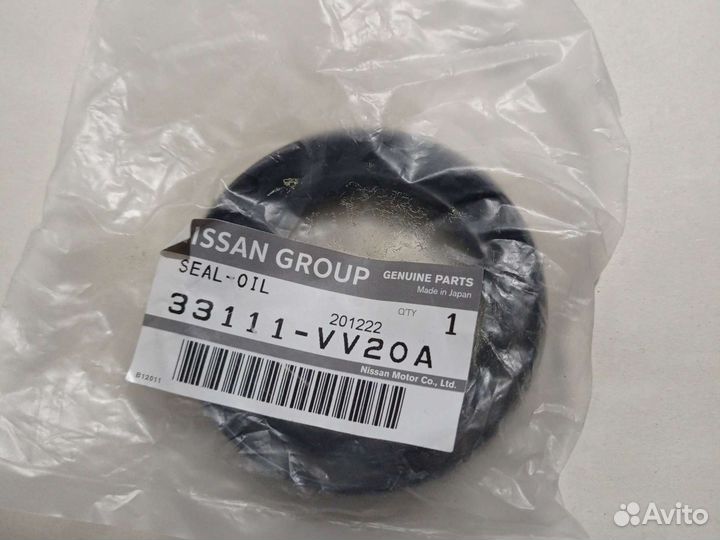 ISSAN GROUP
GENUINE PARTS
Made in Japan
SEAL-OIL
201222
Q'TY 1
33111-VV20A
B12011
Nissan Motor Co., Ltd.
Avito